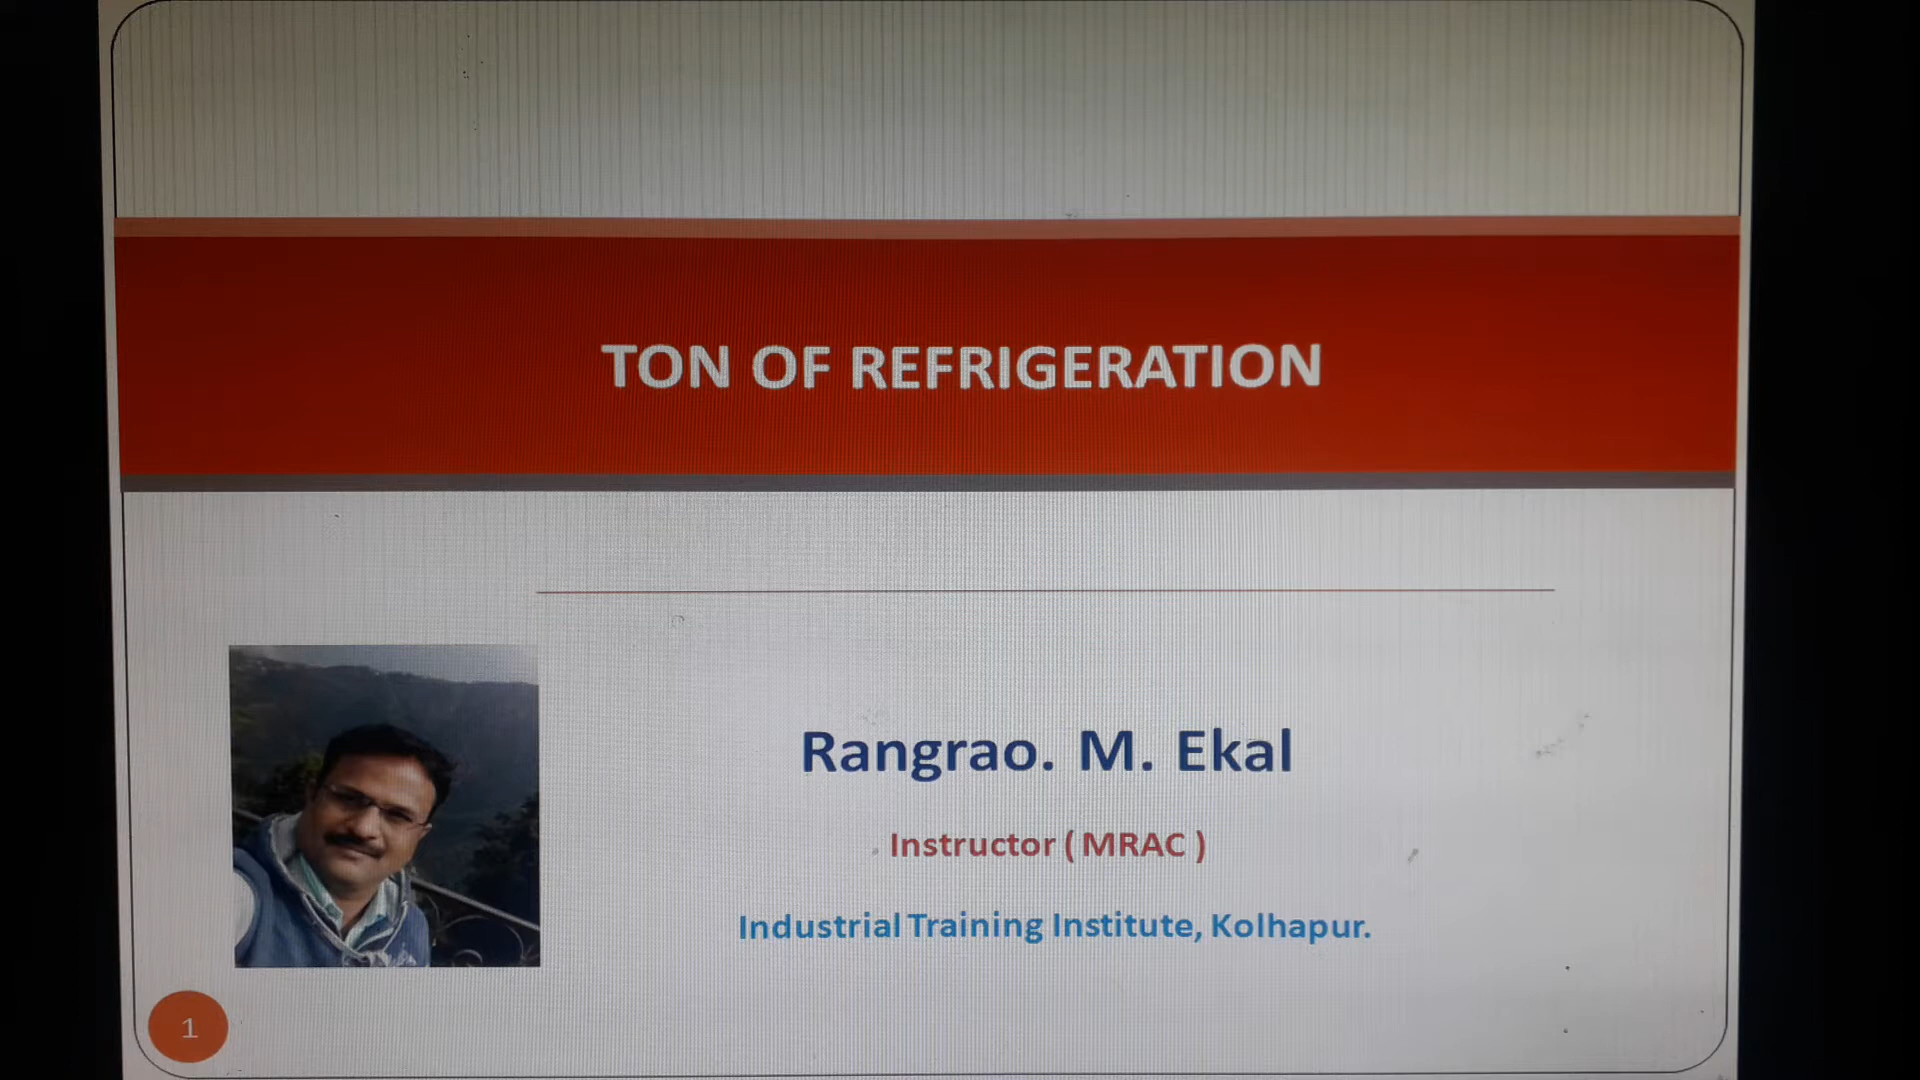 TON OF REFRIGERATION
Rangrao. M. Ekal
Instructor ( MRAC )
Industrial Training Institute, Kolhapur.
1